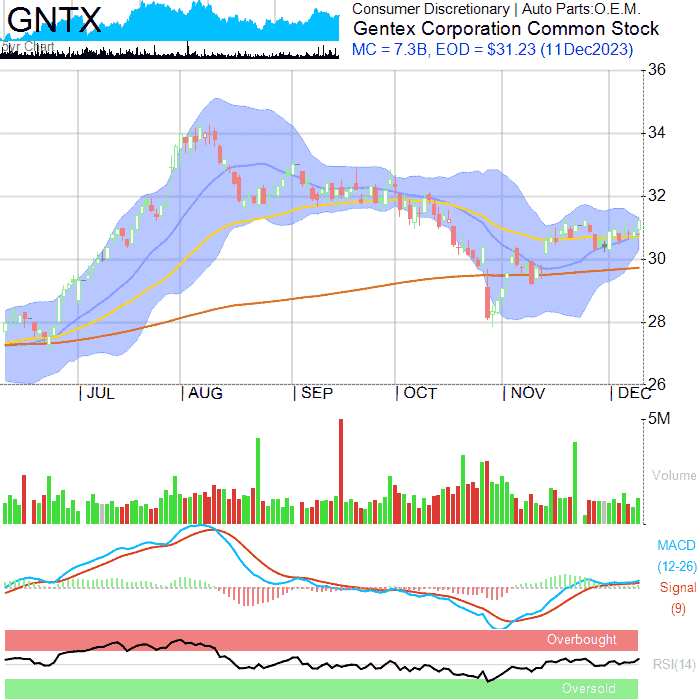 GNTX
5yr Chart
Consumer Discretionary | Auto Parts:O.E.M.
Gentex Corporation Common Stock
MC = 7.3B, EOD = $31.23 (11Dec2023)
36
34
32
30
28
26
| JUL
| AUG
| SEP
| OCT
| NOV
| DEC
5M
Volume
MACD
(12-26)
Signal
(9)
Overbought
RSI(14)
Oversold